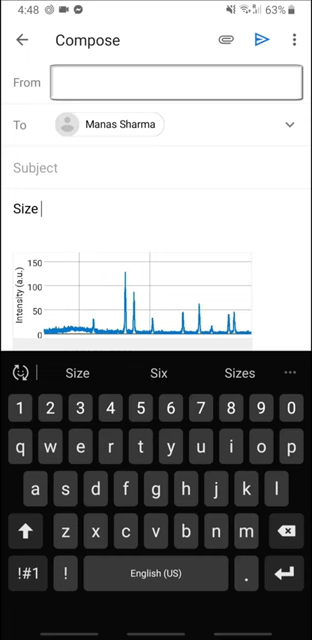 4:48 63%
Compose
From
To Manas Sharma
Subject
Size
150
100
50
0
Intensity (a.u.)
Size Six Sizes
1 2 3 4 5 6 7 8 9 0
q w e r t y u i o p
a s d f g h j k l
z x c v b n m
!#1 ! English (US) .